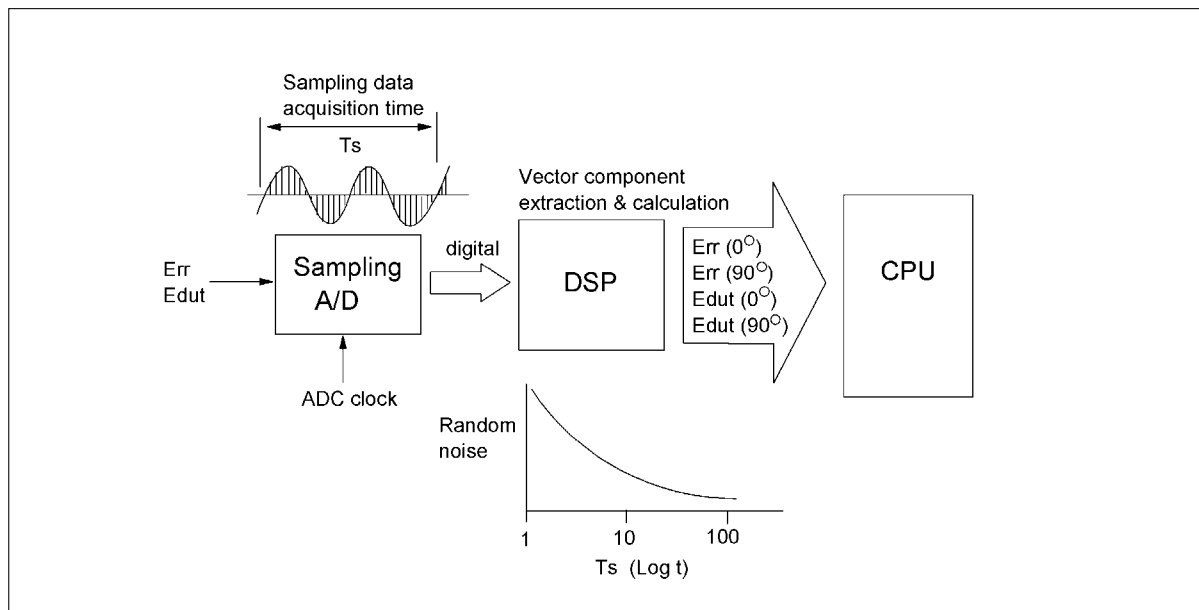 Sampling data
acquisition time
Ts
Vector component
extraction & calculation
Err
Edut
Sampling
A/D
digital
DSP
Err (0°)
Err (90°)
Edut (0°)
Edut (90°)
CPU
ADC clock
Random
noise
1 10 100
Ts (Log t)